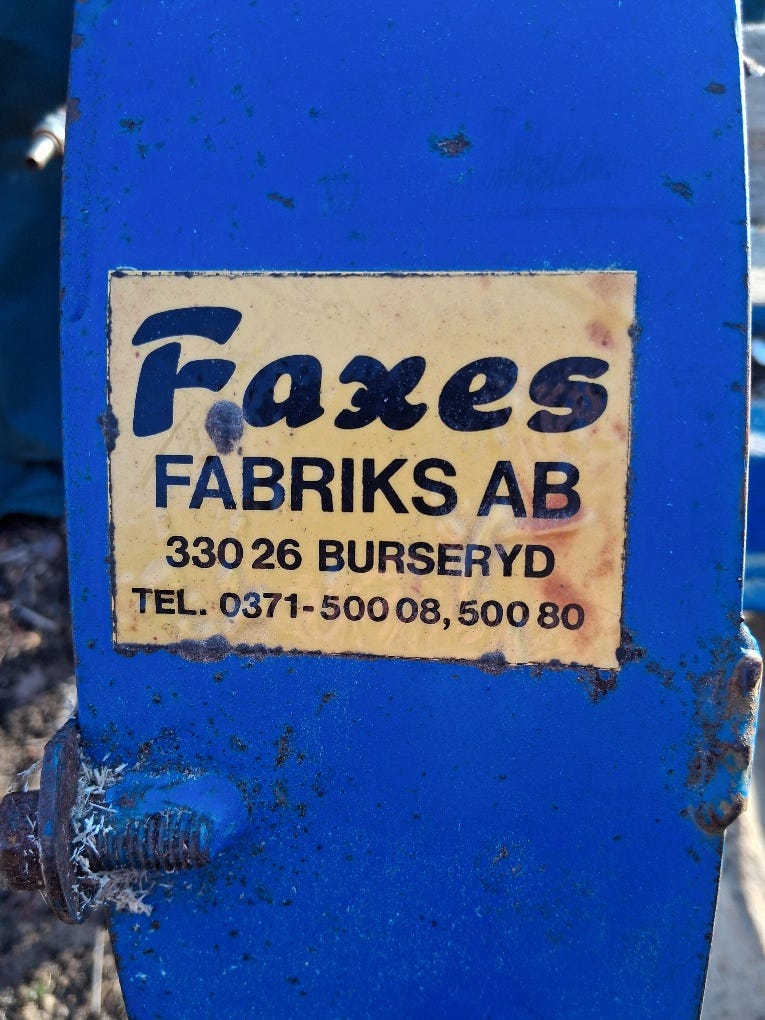 Faxes
FABRIKS AB
330 26 BURSERYD
TEL. 0371-500 08, 500 80